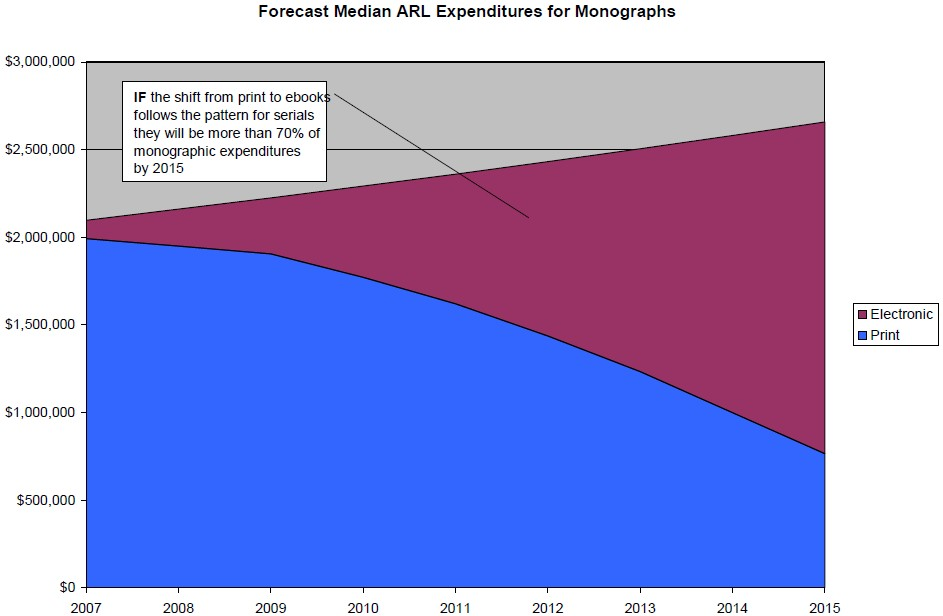 Forecast Median ARL Expenditures for Monographs
$3,000,000
IF the shift from print to ebooks
follows the pattern for serials
they will be more than 70% of
monographic expenditures
by 2015
$2,500,000
$2,000,000
$1,500,000
$1,000,000
$500,000
$0
Electronic
Print
2007 2008 2009 2010 2011 2012 2013 2014 2015